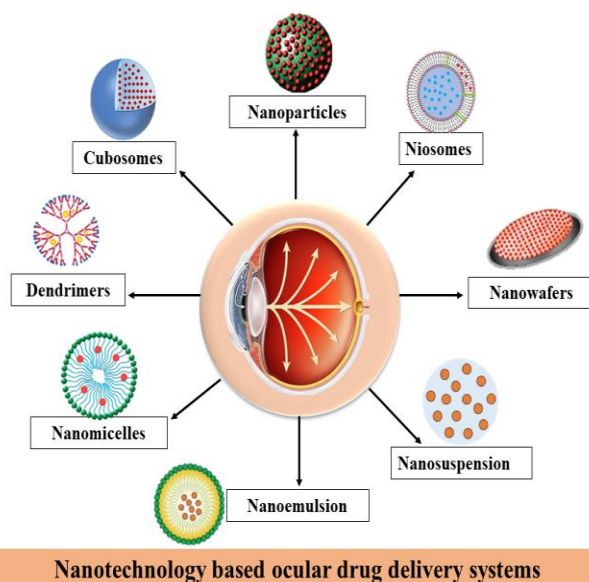 Nanoparticles
Cubosomes
Niosomes
Dendrimers
Nanowafers
Nanomicelles
Nanosuspension
Nanoemulsion
Nanotechnology based ocular drug delivery systems